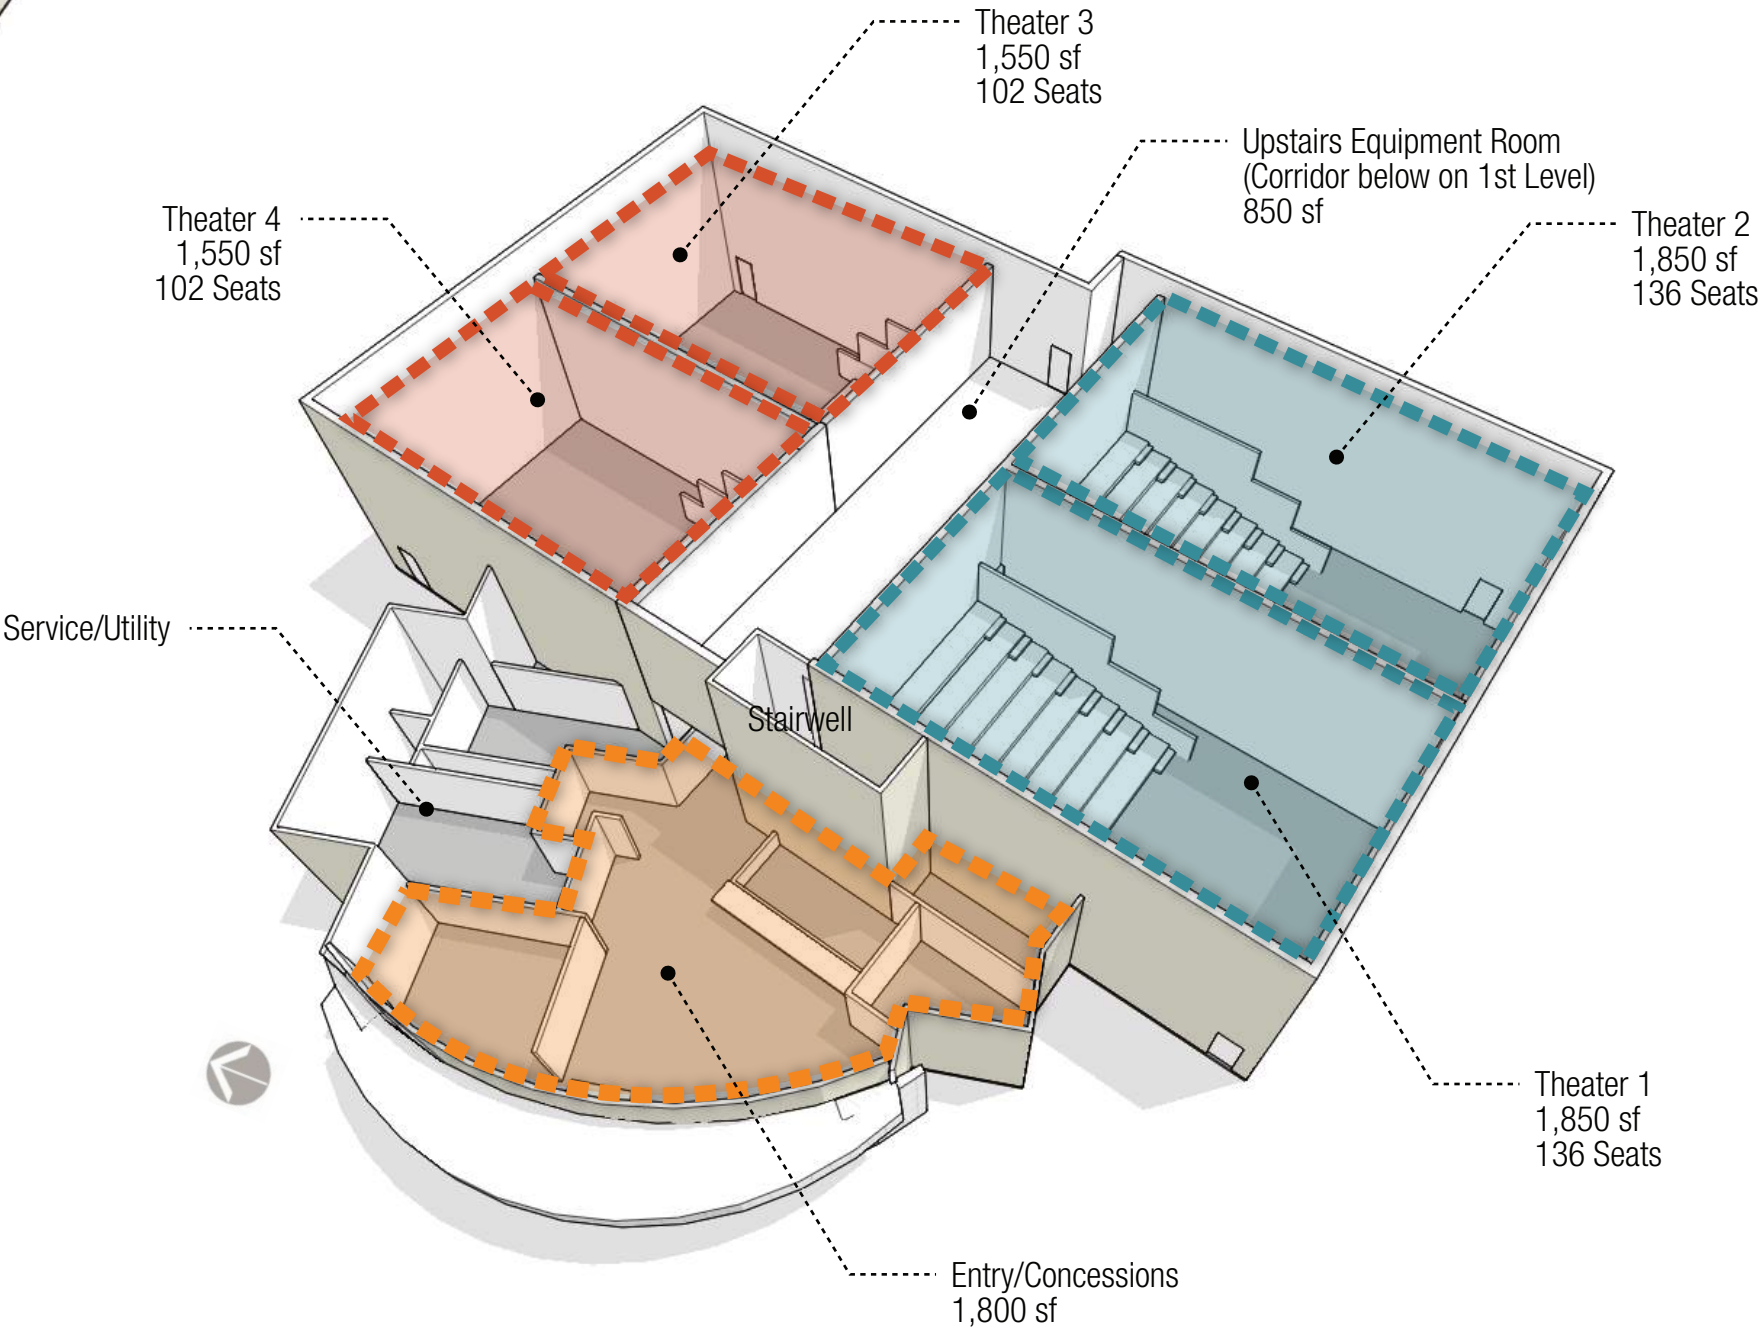 Theater 3
1,550 sf
102 Seats
Upstairs Equipment Room
(Corridor below on 1st Level)
850 sf
Theater 4
1,550 sf
102 Seats
Theater 2
1,850 sf
136 Seats
Service/Utility
Stairwell
Theater 1
1,850 sf
136 Seats
Entry/Concessions
1,800 sf